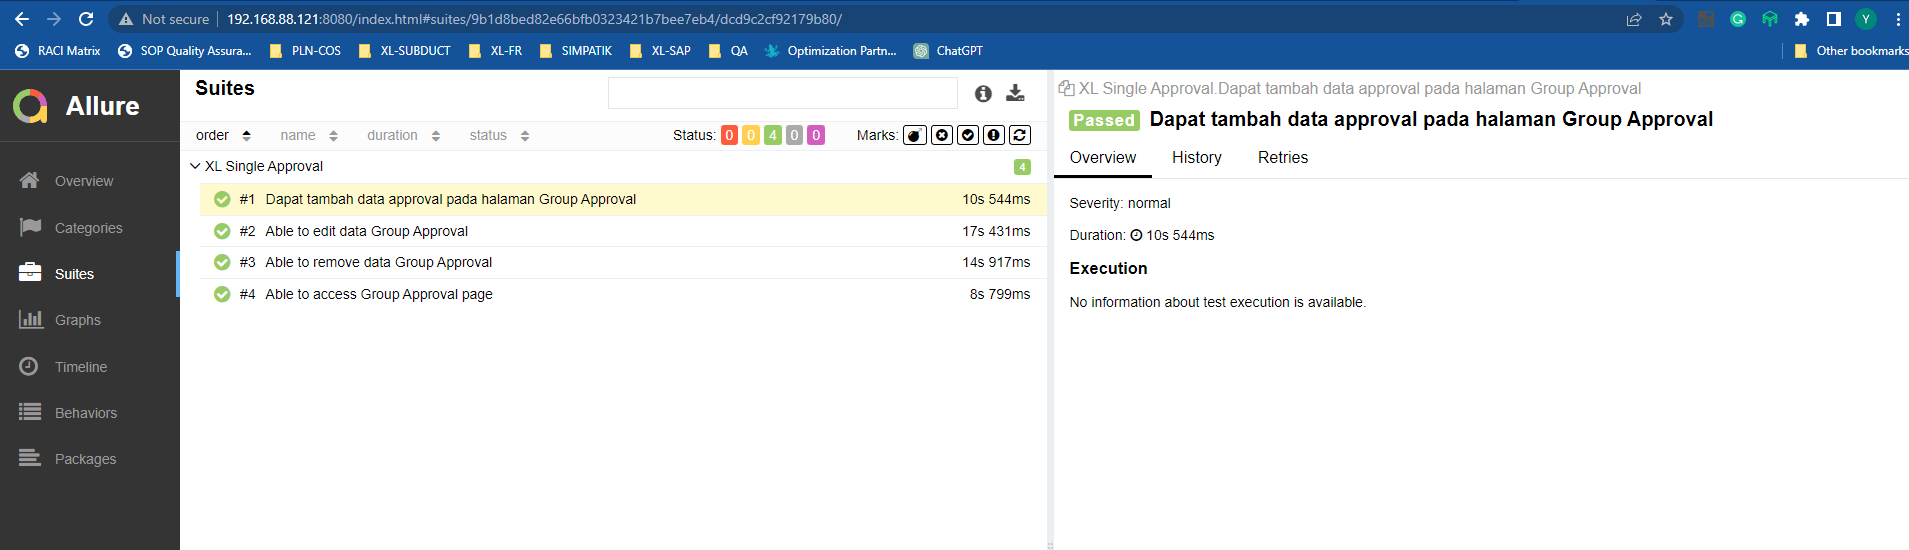 Not secure 192.168.88.121:8080/index.html#suites/9b1d8bed82e66bfb0323421b7bee7eb4/dcd9c2cf92179b80/
Y
RACI Matrix SOP Quality Assura... PLN-COS XL-SUBDUCT XL-FR SIMPATIK XL-SAP QA Optimization Partn... ChatGPT Other bookmarks
Allure
Overview
Categories
Suites
Graphs
Timeline
Behaviors
Packages
Suites
order name duration status Status: 0 0 4 0 0 Marks:
XL Single Approval 4
#1 Dapat tambah data approval pada halaman Group Approval 10s 544ms
#2 Able to edit data Group Approval 17s 431ms
#3 Able to remove data Group Approval 14s 917ms
#4 Able to access Group Approval page 8s 799ms
XL Single Approval.Dapat tambah data approval pada halaman Group Approval
Passed Dapat tambah data approval pada halaman Group Approval
Overview History Retries
Severity: normal
Duration: 10s 544ms
Execution
No information about test execution is available.